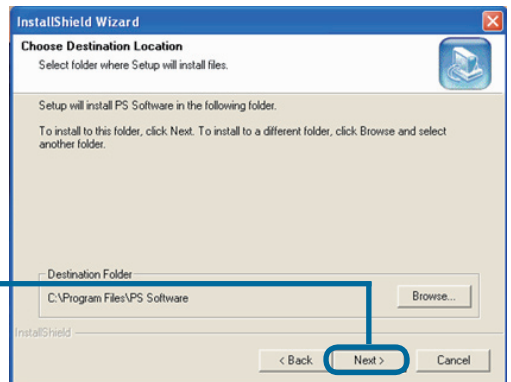 InstallShield Wizard
Choose Destination Location
Select folder where Setup will install files.
Setup will install PS Software in the following folder.
To install to this folder, click Next. To install to a different folder, click Browse and select
another folder.
Destination Folder
C:\Program Files\PS Software
Browse...
InstallShield
< Back
Next >
Cancel